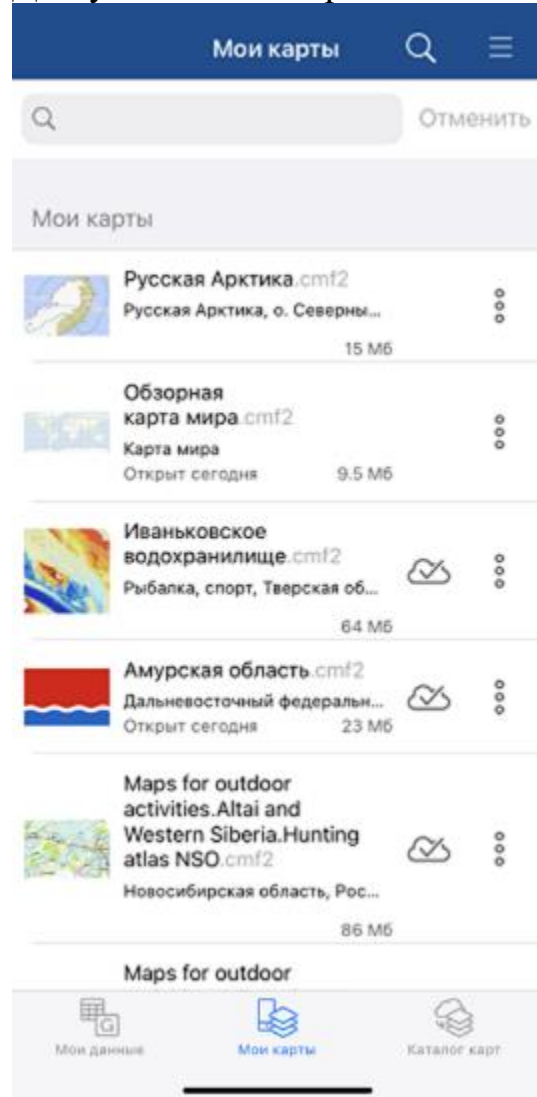 Мои карты
Отменить
Мои карты
Русская Арктика.cmf2
Русская Арктика, о. Северны...
15 Мб
Обзорная
карта мира.cmf2
Карта мира
Открыт сегодня 9.5 Мб
Иваньковское
водохранилище.cmf2
Рыбалка, спорт, Тверская об...
64 Мб
Амурская область.cmf2
Дальневосточный федеральн...
Открыт сегодня 23 Мб
Maps for outdoor
activities.Altai and
Western Siberia.Hunting
atlas NSO.cmf2
Новосибирская область, Рос...
86 Мб
Maps for outdoor
Мои данные Мои карты Каталог карт